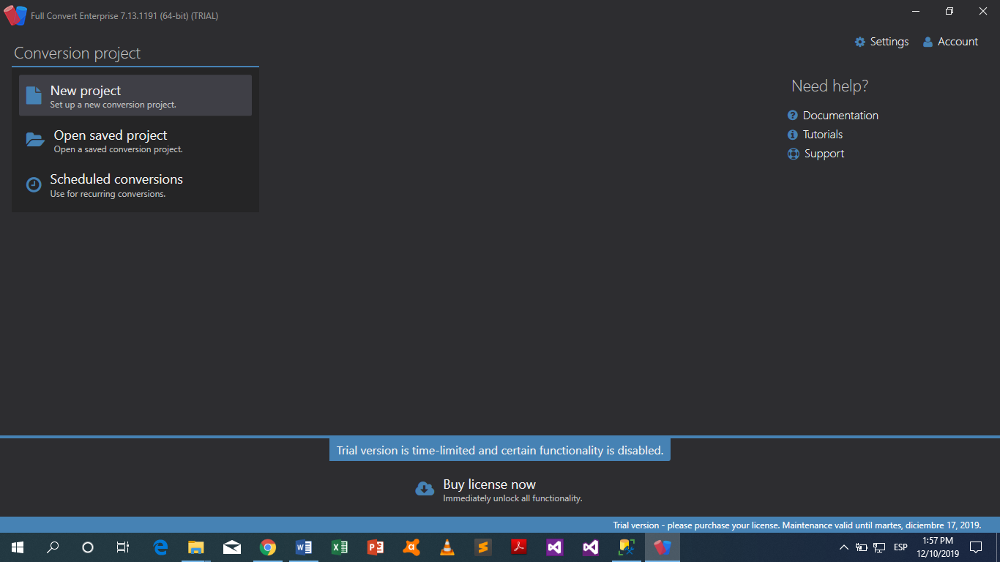 Full Convert Enterprise 7.13.1191 (64-bit) (TRIAL)
Settings
Account
Conversion project
New project
Set up a new conversion project.
Open saved project
Open a saved conversion project.
Scheduled conversions
Use for recurring conversions.
Need help?
Documentation
Tutorials
Support
Trial version is time-limited and certain functionality is disabled.
Buy license now
Immediately unlock all functionality.
Trial version - please purchase your license. Maintenance valid until martes, diciembre 17, 2019.
ESP
1:57 PM
12/10/2019